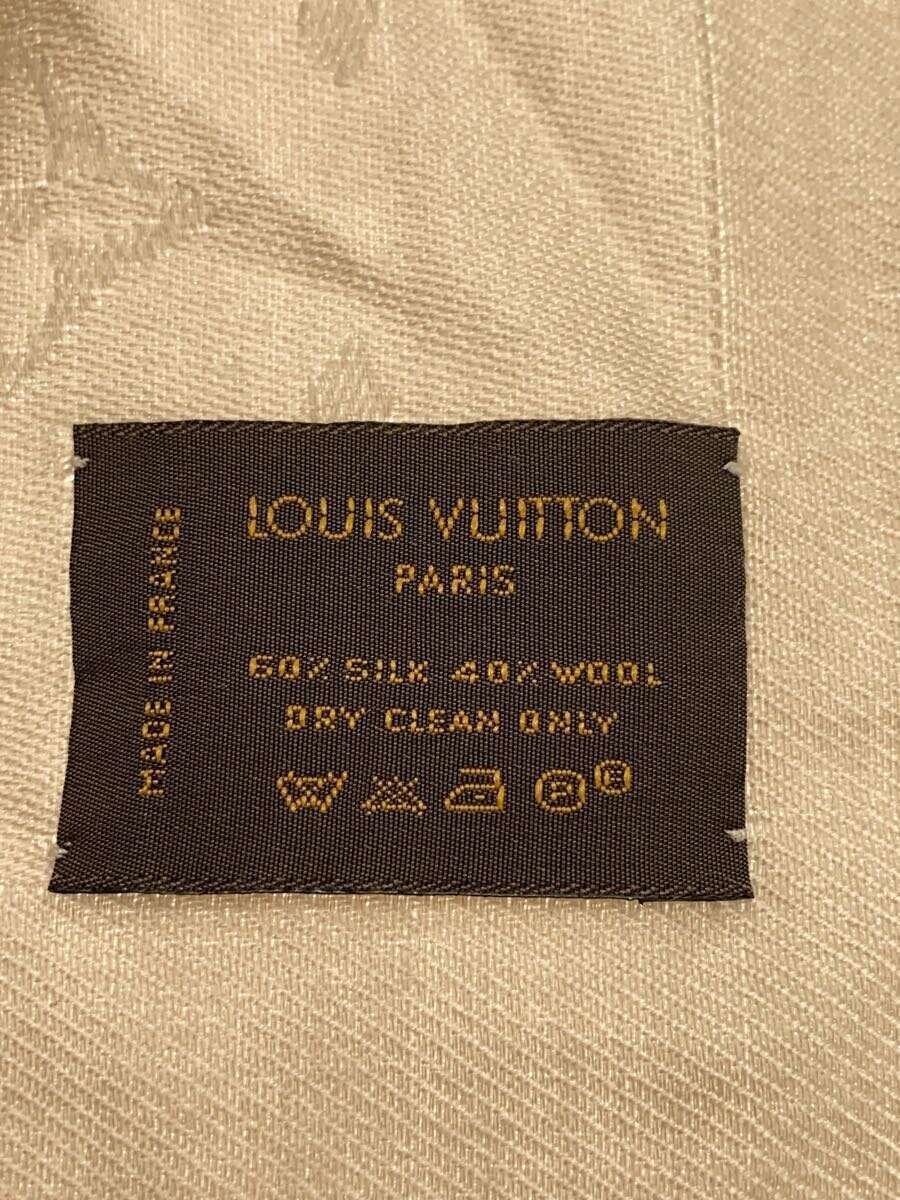 LOUIS VUITTON
PARIS
60% SILK 40% WOOL
DRY CLEAN ONLY
P R
MADE IN FRANCE